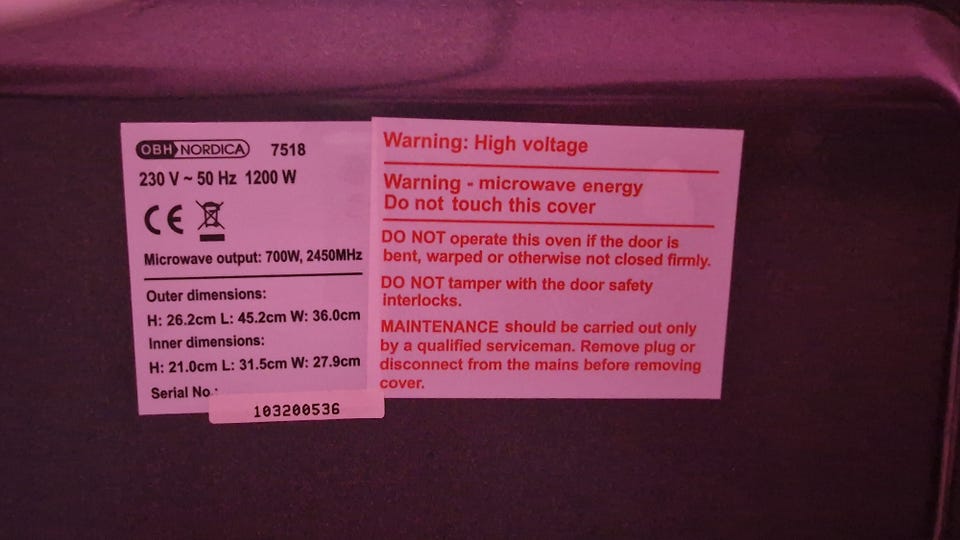 OBH NORDICA 7518
230 V ~ 50 Hz 1200 W
CE
Microwave output: 700W, 2450MHz
Outer dimensions:
H: 26.2cm L: 45.2cm W: 36.0cm
Inner dimensions:
H: 21.0cm L: 31.5cm W: 27.9cm
Serial No.:
103200536
Warning: High voltage
Warning - microwave energy
Do not touch this cover
DO NOT operate this oven if the door is
bent, warped or otherwise not closed firmly.
DO NOT tamper with the door safety
interlocks.
MAINTENANCE should be carried out only
by a qualified serviceman. Remove plug or
disconnect from the mains before removing
cover.